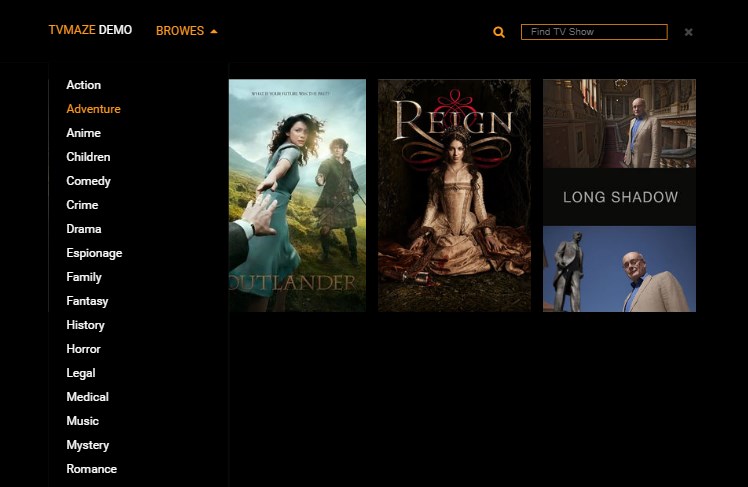 TVMAZE DEMO
BROWES
Find TV Show
Action
Adventure
Anime
Children
Comedy
Crime
Drama
Espionage
Family
Fantasy
History
Horror
Legal
Medical
Music
Mystery
Romance
WHAT IF YOUR FUTURE WAS THE PAST?
OUTLANDER
REIGN
LONG SHADOW